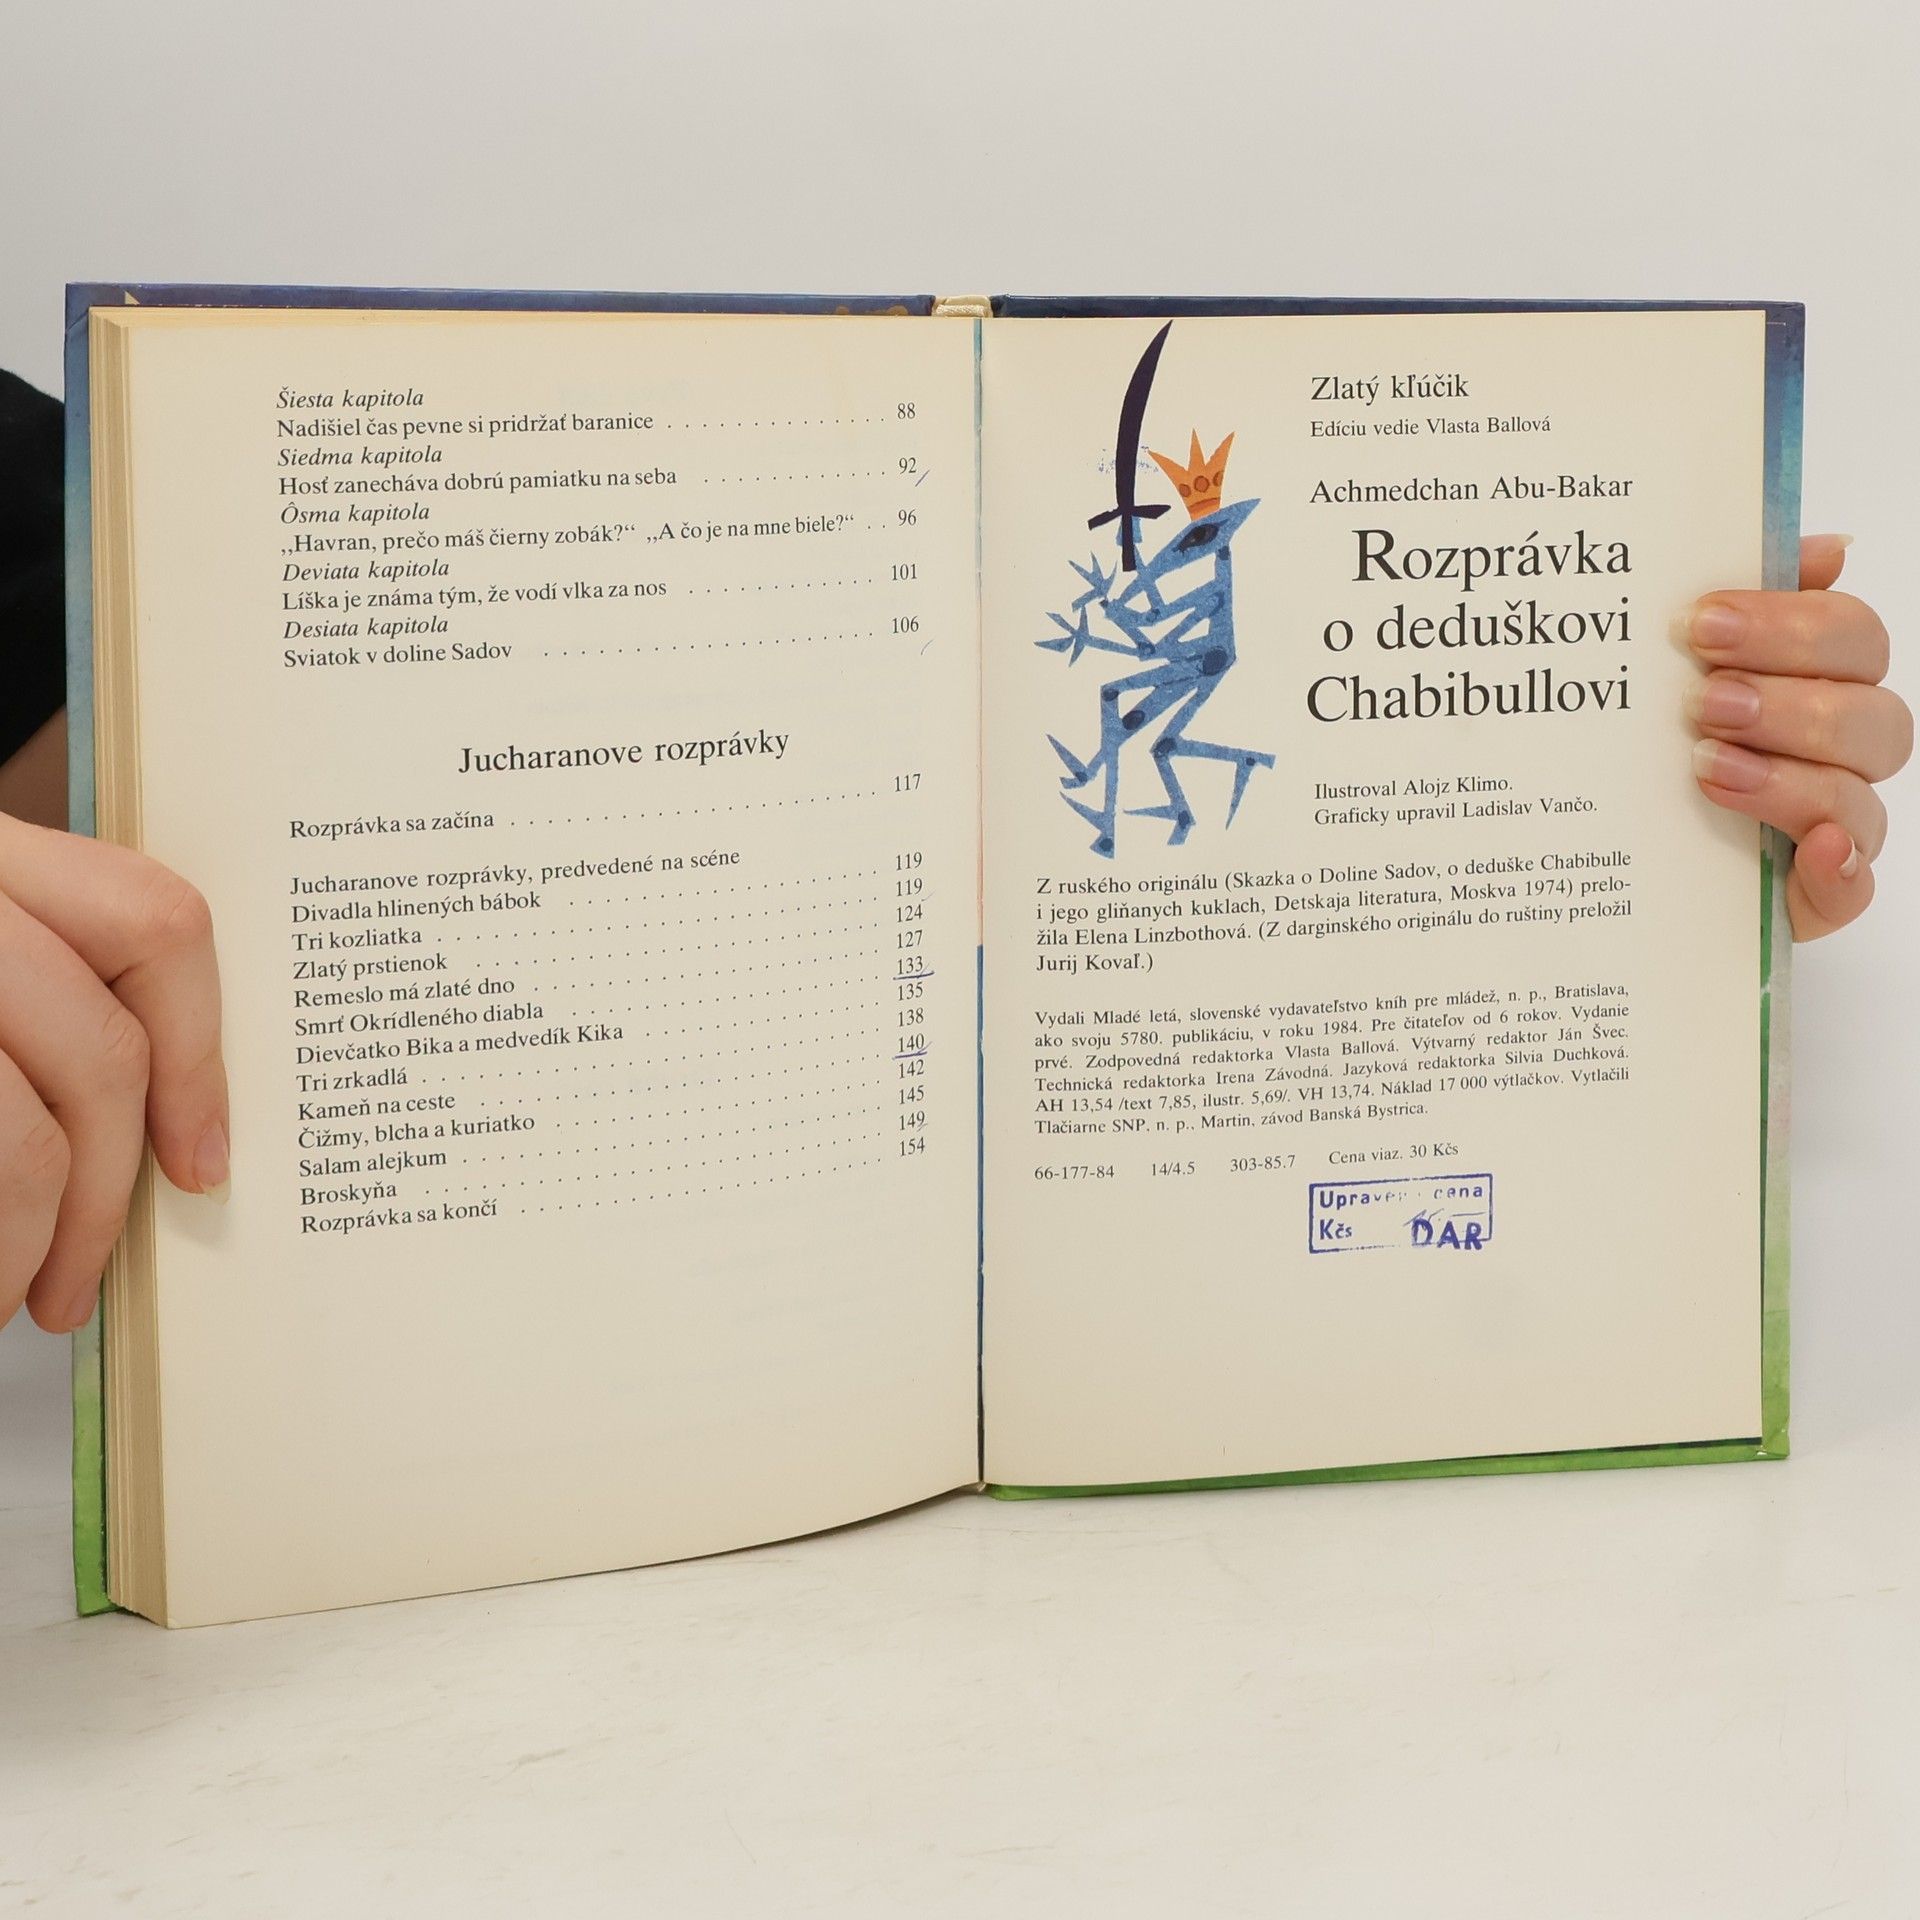 Šiesta kapitola
Nadišiel čas pevne si pridržať baranice . . . . . . . . . . . . 88
Siedma kapitola
Hosť zanecháva dobrú pamiatku na seba . . . . . . . . . . . 92
Ôsma kapitola
,,Havran, prečo máš čierny zobák?“ ,,A čo je na mne biele?“ . . 96
Deviata kapitola
Líška je známa tým, že vodí vlka za nos . . . . . . . . . . . 101
Desiata kapitola
Sviatok v doline Sadov . . . . . . . . . . . . . . . . . . 106
Jucharanove rozprávky
Rozprávka sa začína . . . . . . . . . . . . . . . . . . . . 117
Jucharanove rozprávky, predvedené na scéne
Divadla hlinených bábok . . . . . . . . . . . . . . . . . 119
Tri kozliatka . . . . . . . . . . . . . . . . . . . . . . . . 119
Zlatý prstienok . . . . . . . . . . . . . . . . . . . . . . 124
Remeslo má zlaté dno . . . . . . . . . . . . . . . . . . . 127
Smrť Okrídleného diabla . . . . . . . . . . . . . . . . . 133
Dievčatko Bika a medvedík Kika . . . . . . . . . . . . . 135
Tri zrkadlá . . . . . . . . . . . . . . . . . . . . . . . . . 138
Kameň na ceste . . . . . . . . . . . . . . . . . . . . . . 140
Čižmy, blcha a kuriatko . . . . . . . . . . . . . . . . . . 142
Salam alejkum . . . . . . . . . . . . . . . . . . . . . . . 145
Broskyňa . . . . . . . . . . . . . . . . . . . . . . . . . 149
Rozprávka sa končí . . . . . . . . . . . . . . . . . . . . 154
Zlatý kľúčik
Edíciu vedie Vlasta Ballová
Achmedchan Abu-Bakar
Rozprávka
o deduškovi
Chabibullovi
Ilustroval Alojz Klimo.
Graficky upravil Ladislav Vančo.
Z ruského originálu (Skazka o Doline Sadov, o deduške Chabibulle
i jego gliňanych kuklach, Detskaja literatura, Moskva 1974) prelo-
žila Elena Linzbothová. (Z darginského originálu do ruštiny preložil
Jurij Kovaľ.)
Vydali Mladé letá, slovenské vydavateľstvo kníh pre mládež, n. p., Bratislava,
ako svoju 5780. publikáciu, v roku 1984. Pre čitateľov od 6 rokov. Vydanie
prvé. Zodpovedná redaktorka Vlasta Ballová. Výtvarný redaktor Ján Švec.
Technická redaktorka Irena Závodná. Jazyková redaktorka Silvia Duchková.
AH 13,54 /text 7,85, ilustr. 5,69/. VH 13,74. Náklad 17 000 výtlačkov. Vytlačili
Tlačiarne SNP, n. p., Martin, závod Banská Bystrica.
66-177-84 14/4.5 303-85.7 Cena viaz. 30 Kčs
cena
Kčs DAR